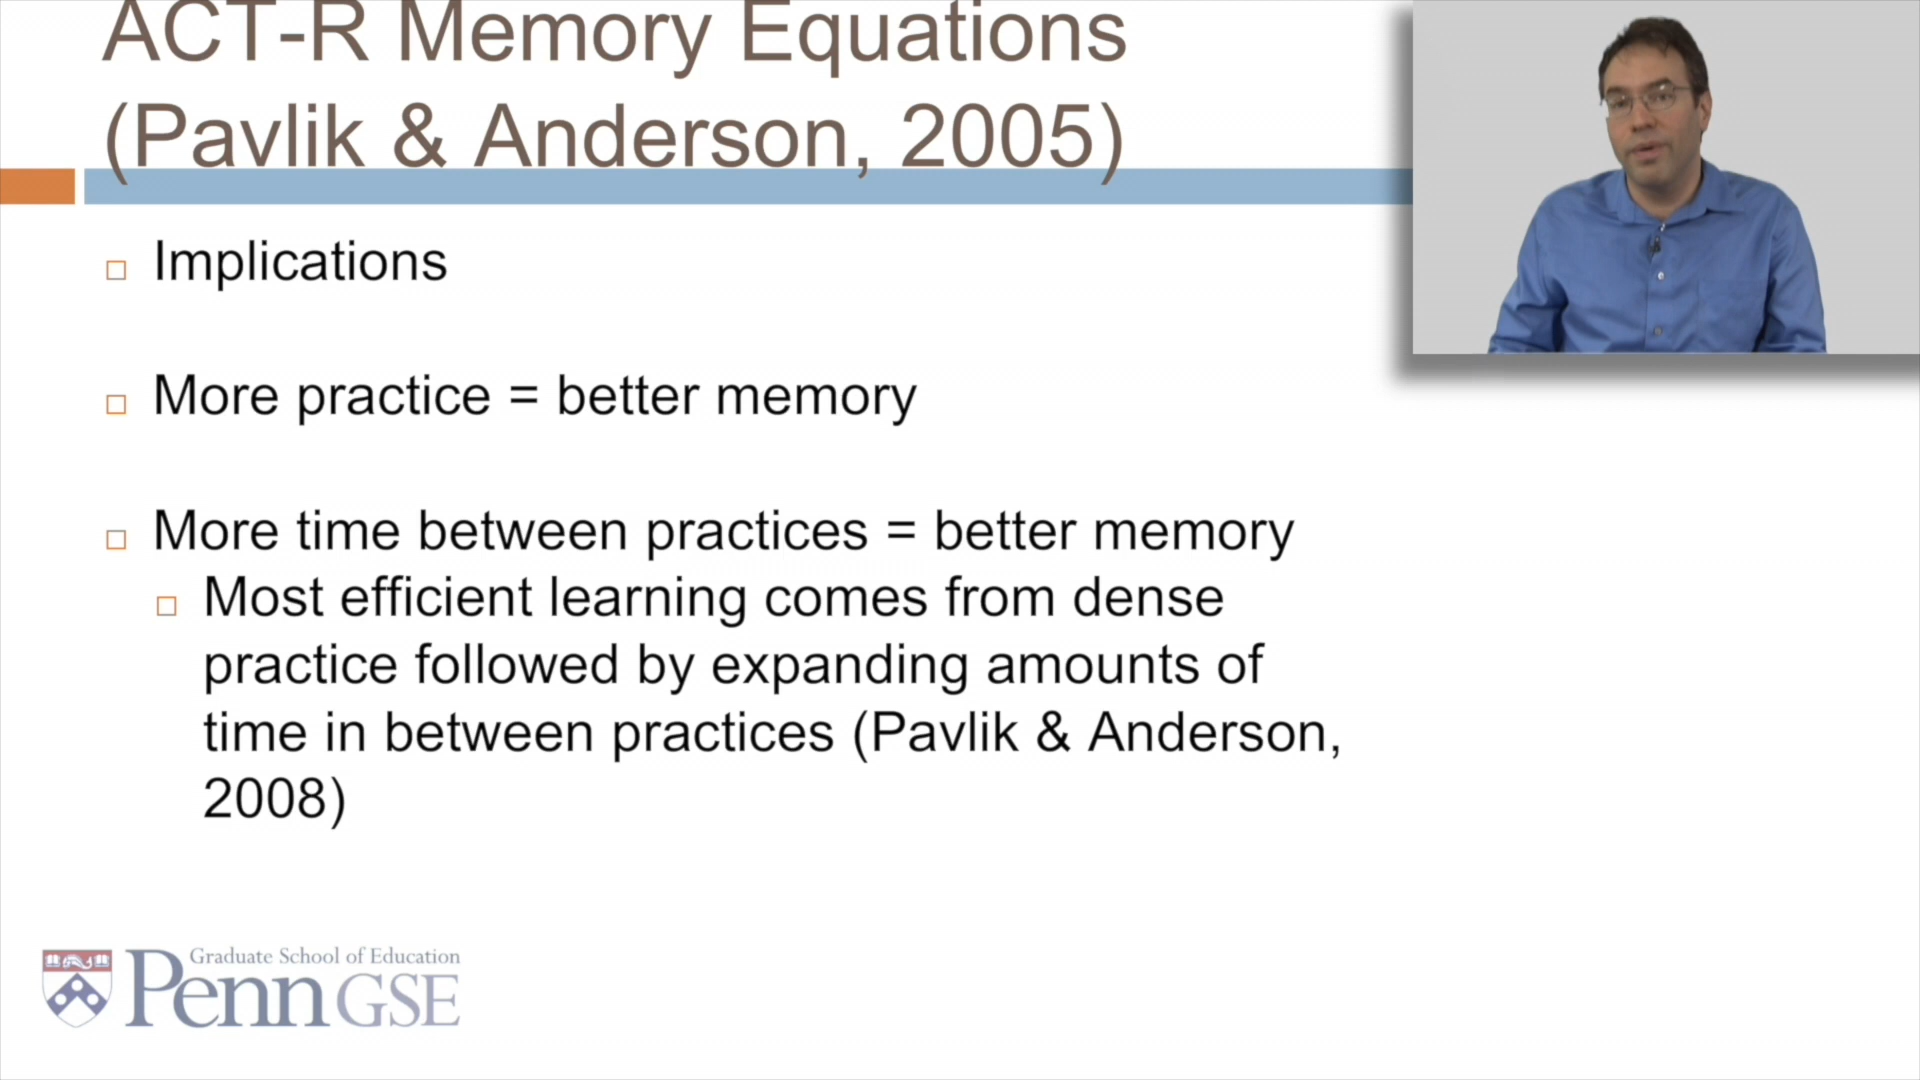 ACT-R Memory Equations
(Pavlik & Anderson, 2005)
Implications
More practice = better memory
More time between practices = better memory
Most efficient learning comes from dense
practice followed by expanding amounts of
time in between practices (Pavlik & Anderson,
2008)
Graduate School of Education
Penn GSE